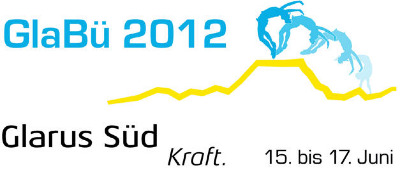 GlaBü 2012
Glarus Süd
Kraft.
15. bis 17. Juni